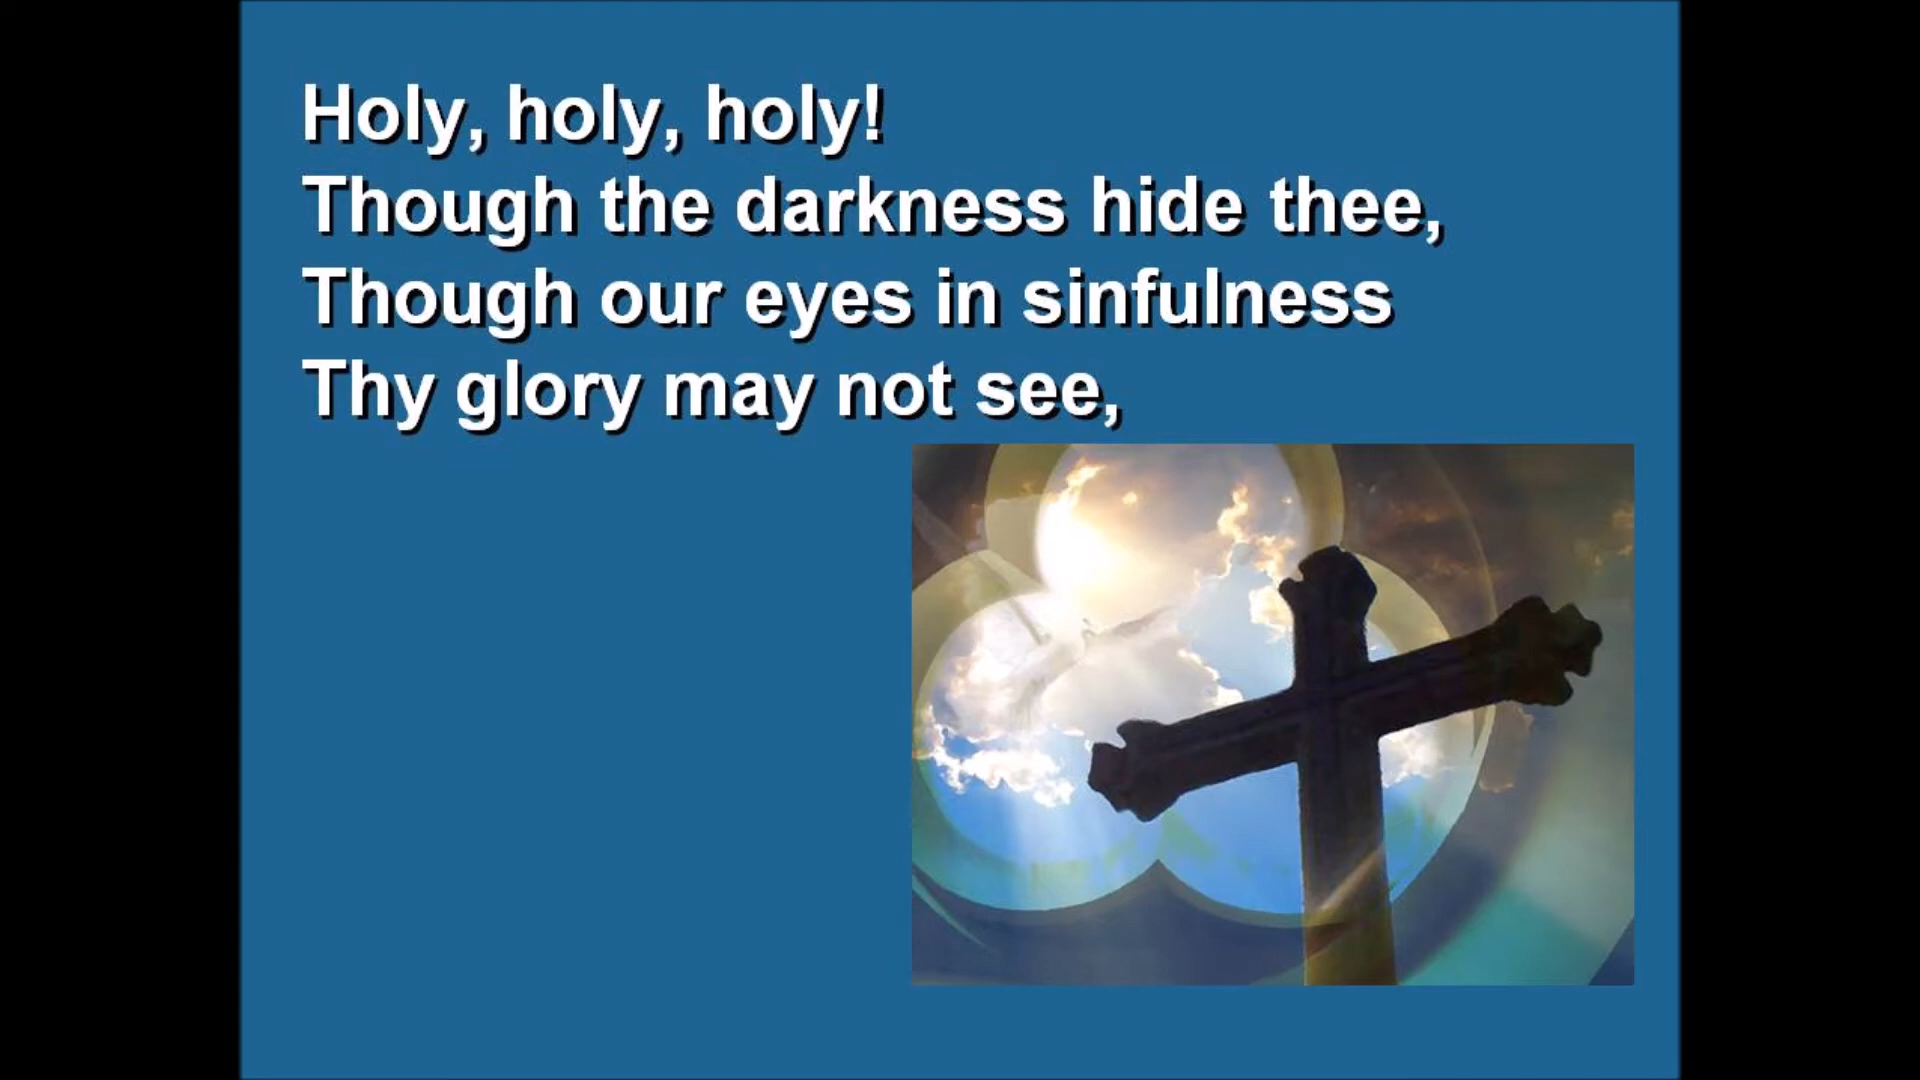 Holy, holy, holy!
Though the darkness hide thee,
Though our eyes in sinfulness
Thy glory may not see,